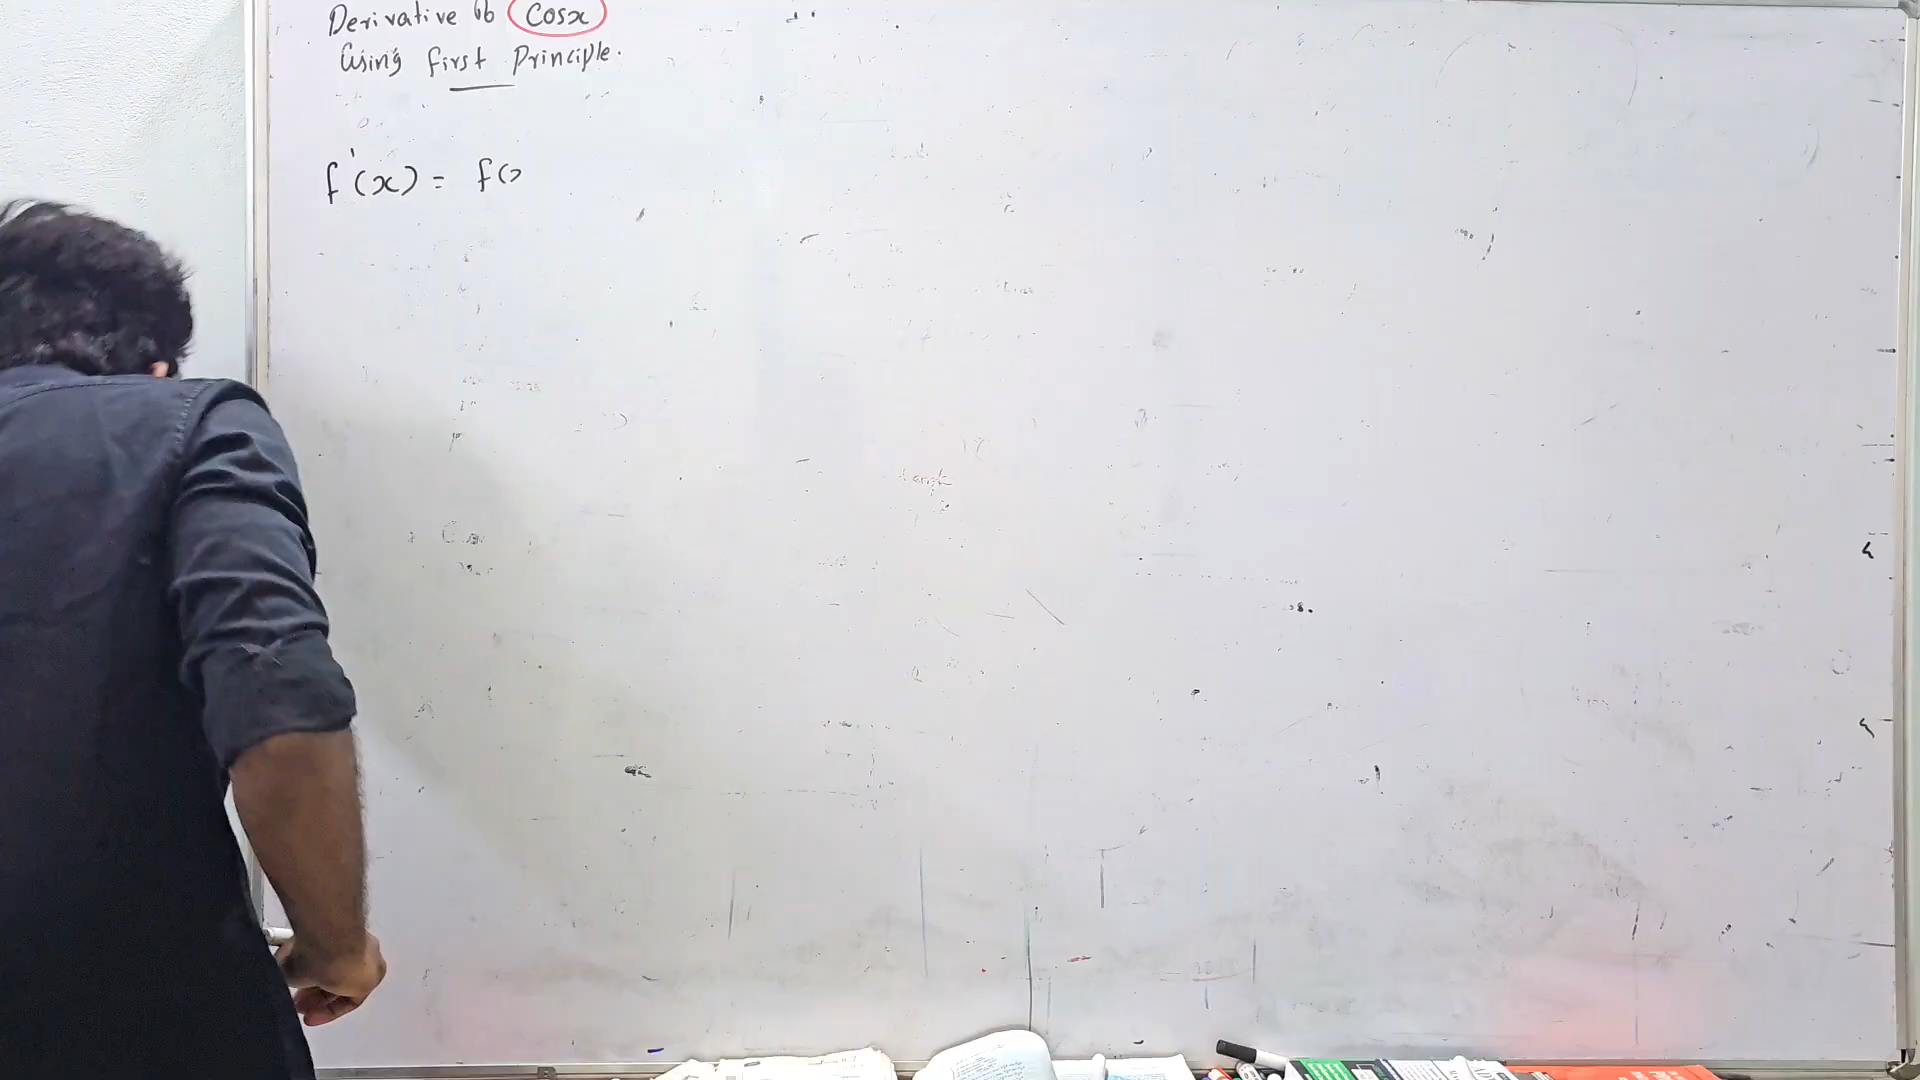 Derivative of Cosx
Using first Principle.
f'(x) = f(x